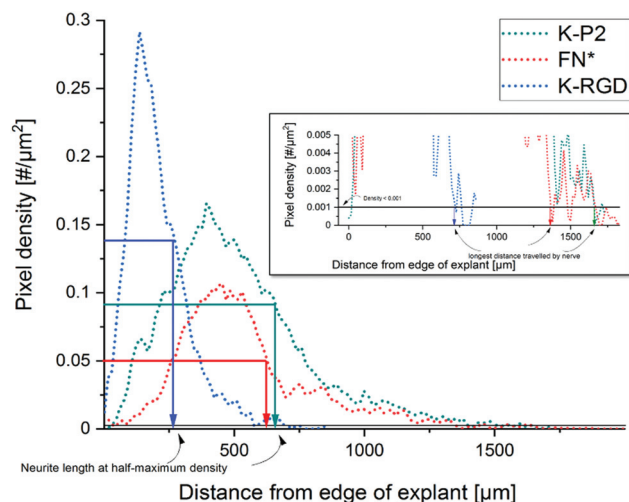 K-P2
FN*
K-RGD
Pixel density [#/µm²]
0.3
0.25
0.2
0.15
0.1
0.05
0
500
1000
1500
Neurite length at half-maximum density
Distance from edge of explant [µm]
Pixel density [#/µm²]
0.005
0.004
0.003
0.002
0.001
0.000
Density < 0.001
0
500
1000
1500
longest distance travelled by nerve
Distance from edge of explant [µm]